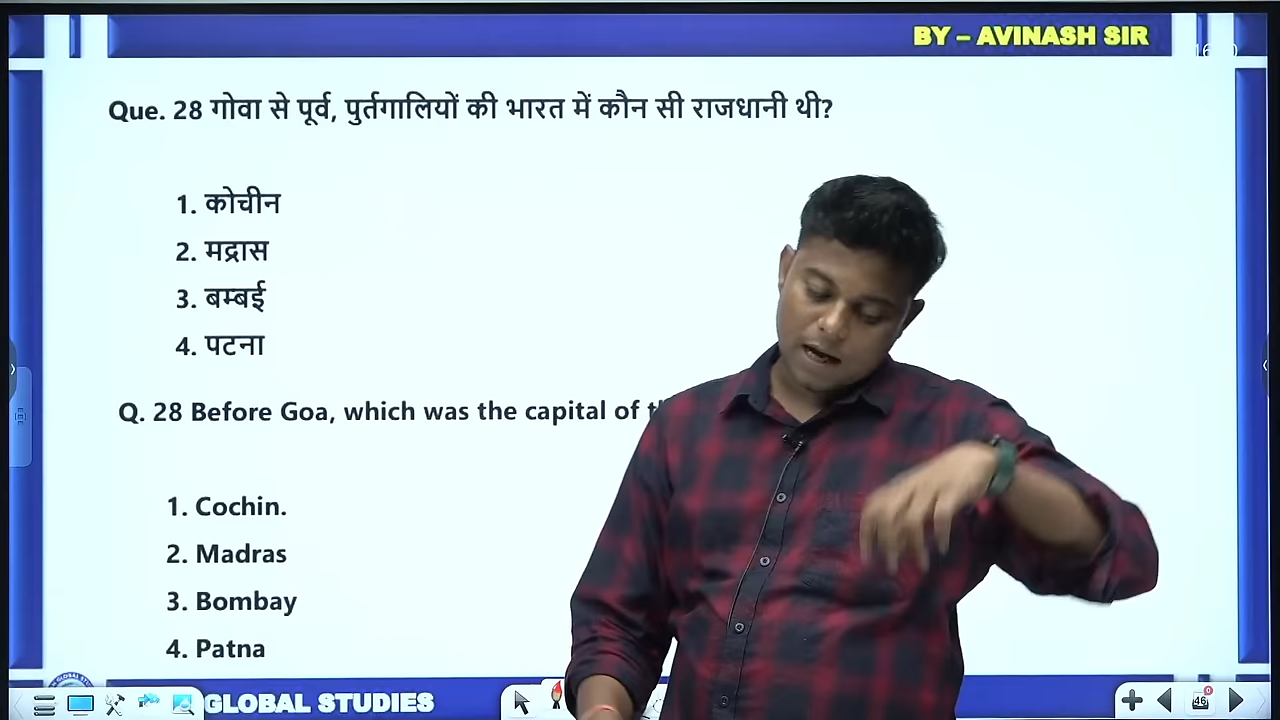 BY – AVINASH SIR
Que. 28 गोवा से पूर्व, पुर्तगालियों की भारत में कौन सी राजधानी थी?
1. कोचीन
2. मद्रास
3. बम्बई
4. पटना
Q. 28 Before Goa, which was the capital of
1. Cochin.
2. Madras
3. Bombay
4. Patna
GLOBAL STUDIES
46